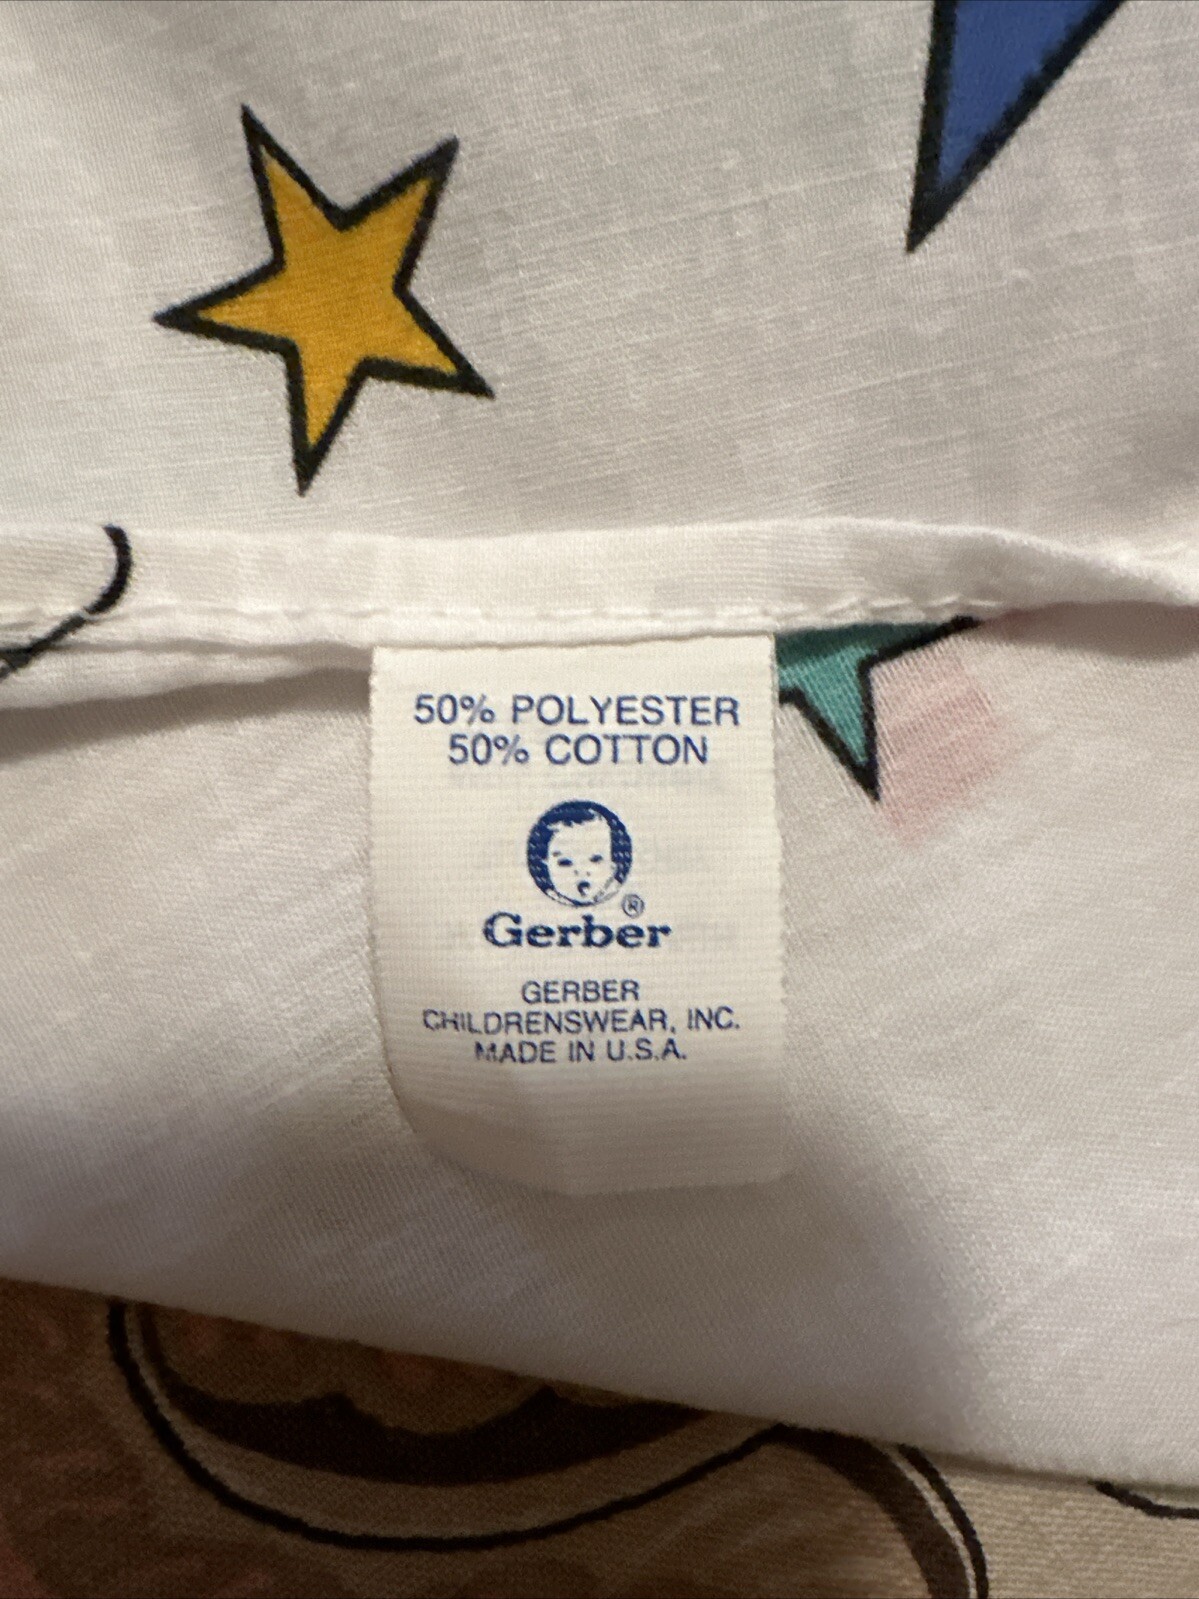 50% POLYESTER
50% COTTON
®
Gerber
GERBER
CHILDRENSWEAR, INC.
MADE IN U.S.A.